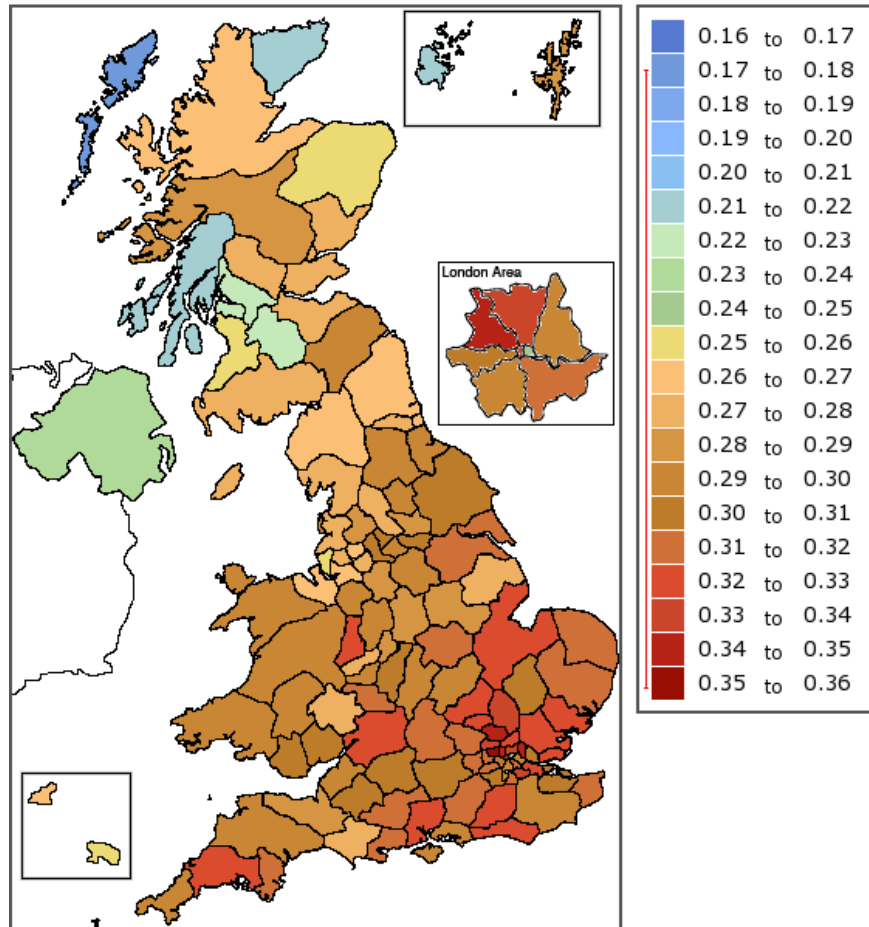 0.16 to 0.17
0.17 to 0.18
0.18 to 0.19
0.19 to 0.20
0.20 to 0.21
0.21 to 0.22
0.22 to 0.23
0.23 to 0.24
0.24 to 0.25
0.25 to 0.26
London Area
0.26 to 0.27
0.27 to 0.28
0.28 to 0.29
0.29 to 0.30
0.30 to 0.31
0.31 to 0.32
0.32 to 0.33
0.33 to 0.34
0.34 to 0.35
0.35 to 0.36